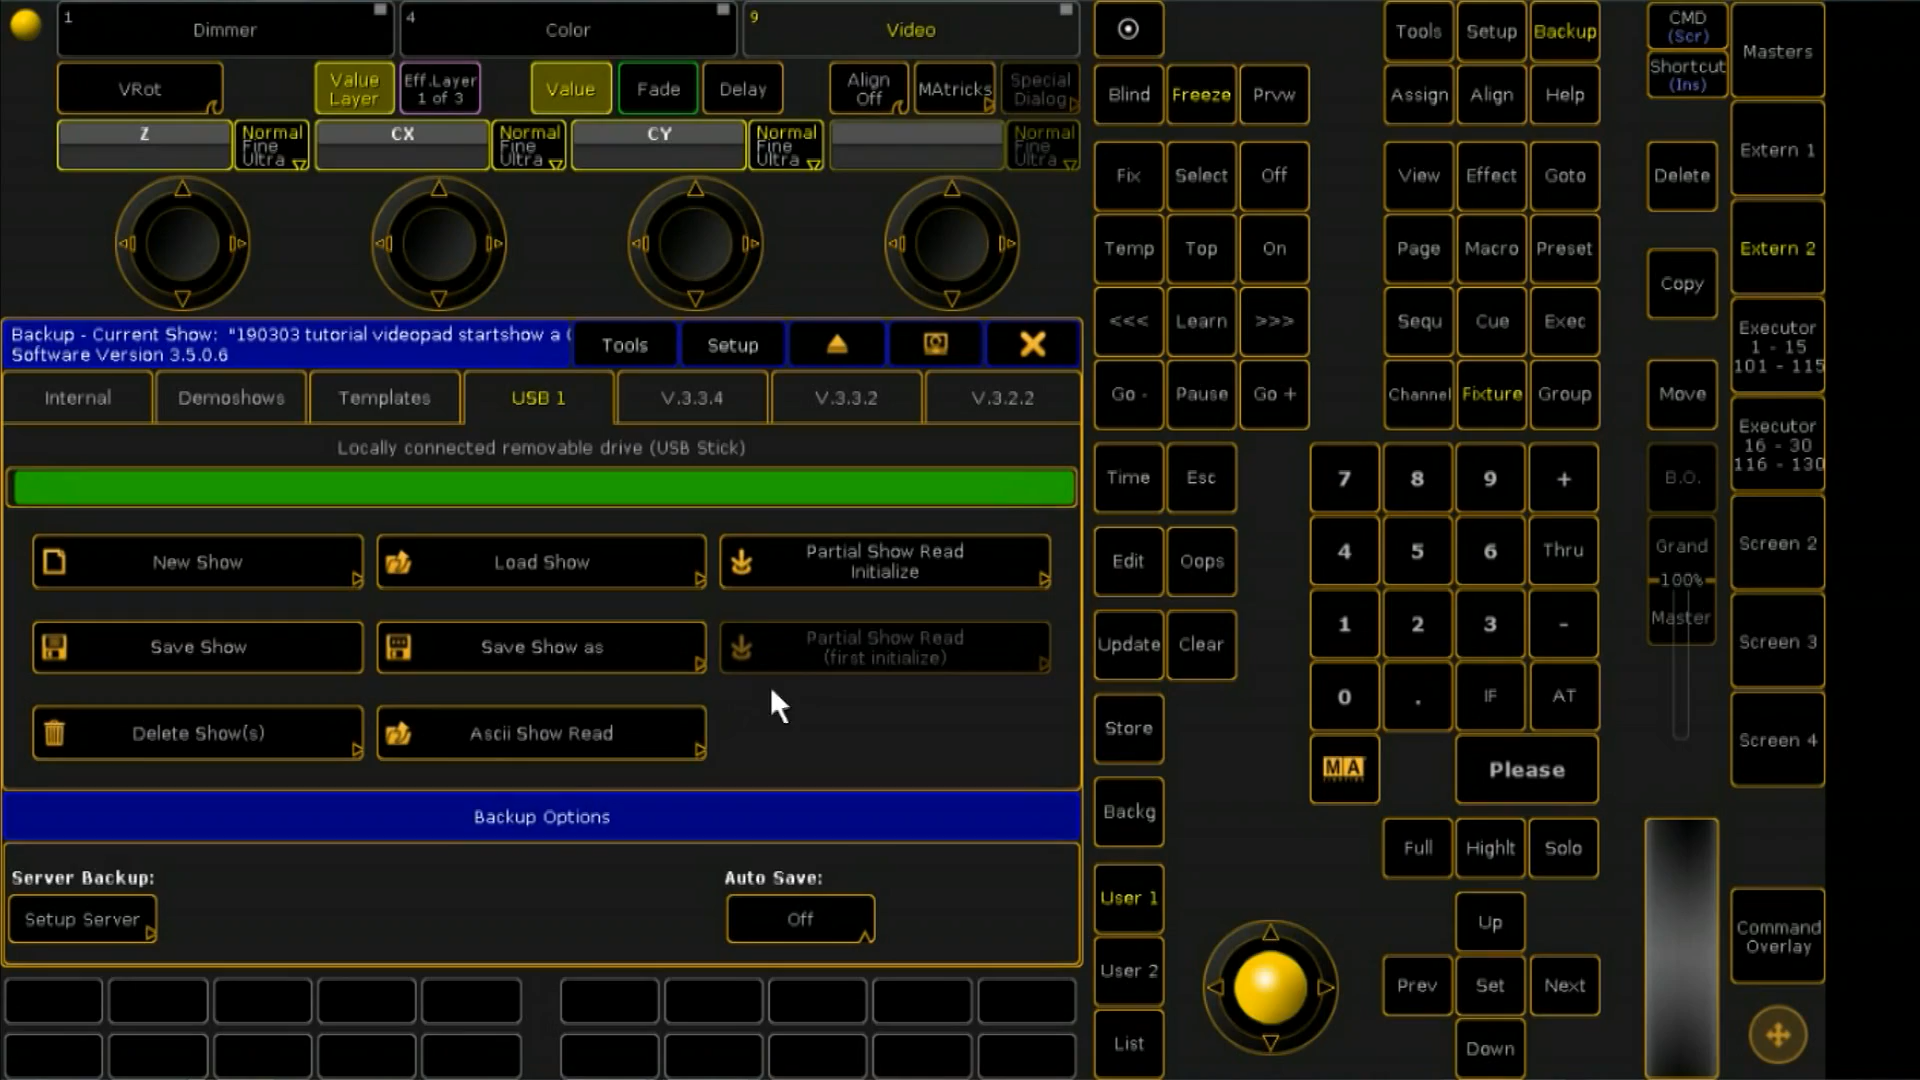 1
Dimmer
4
Color
9
Video
VRot
Value
Layer
Eff.Layer
1 of 3
Value
Fade
Delay
Align
Off
MAtricks
Special
Dialog
Z
Normal
Fine
Ultra
CX
Normal
Fine
Ultra
CY
Normal
Fine
Ultra
Normal
Fine
Ultra
Backup - Current Show: "190303 tutorial videopad startshow a (
Software Version 3.5.0.6
Tools
Setup
Internal
Demoshows
Templates
USB 1
V.3.3.4
V.3.3.2
V.3.2.2
Locally connected removable drive (USB Stick)
New Show
Load Show
Partial Show Read
Initialize
Save Show
Save Show as
Partial Show Read
(first initialize)
Delete Show(s)
Ascii Show Read
Backup Options
Server Backup:
Setup Server
Auto Save:
Off
Blind
Freeze
Prvw
Fix
Select
Off
Temp
Top
On
<<<
Learn
>>>
Go -
Pause
Go +
Time
Esc
Edit
Oops
Update
Clear
Store
Backg
User 1
User 2
List
Tools
Setup
Backup
Assign
Align
Help
View
Effect
Goto
Page
Macro
Preset
Sequ
Cue
Exec
Channel
Fixture
Group
7
8
9
+
4
5
6
Thru
1
2
3
-
0
.
IF
AT
MA
Please
Full
Highlt
Solo
Up
Prev
Set
Next
Down
CMD
(Scr)
Shortcut
(Ins)
Delete
Copy
Move
B.O.
Grand
100%
Master
Masters
Extern 1
Extern 2
Executor
1 - 15
101 - 115
Executor
16 - 30
116 - 130
Screen 2
Screen 3
Screen 4
Command
Overlay